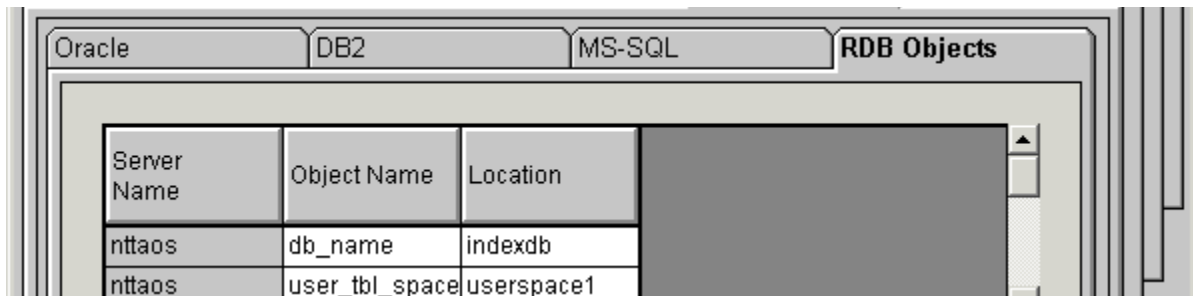 Oracle DB2 MS-SQL RDB Objects
Server Name Object Name Location
nttaos db_name indexdb
nttaos user_tbl_space userspace1